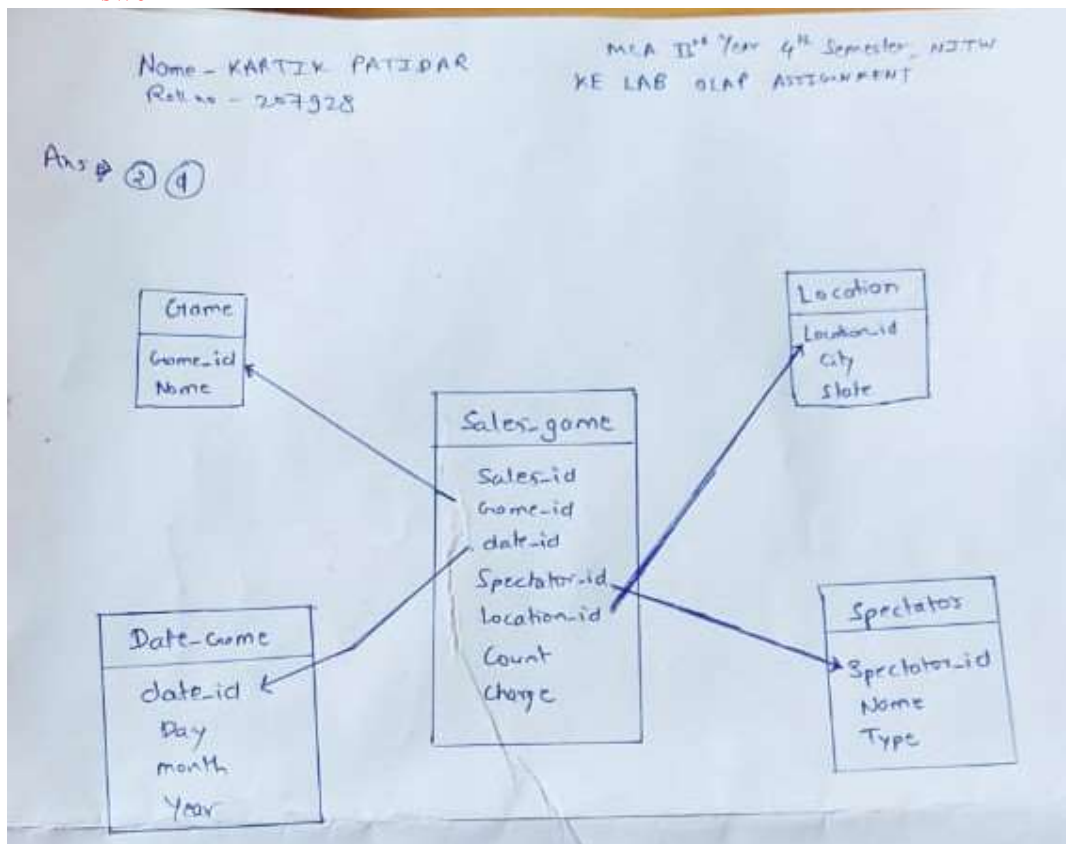 Name - KARTIK PATIDAR
Roll no - 207928
MCA IInd Year 4th Semester, NITW
KE LAB OLAP ASSIGNMENT
Ans ⇒ ②
Game
Game_id
Name
Location
Location_id
City
State
Sales_game
Sales_id
Game_id
date_id
Spectator_id
Location_id
Count
Charge
Date_Game
date_id
Day
month
Year
Spectator
Spectator_id
Name
Type